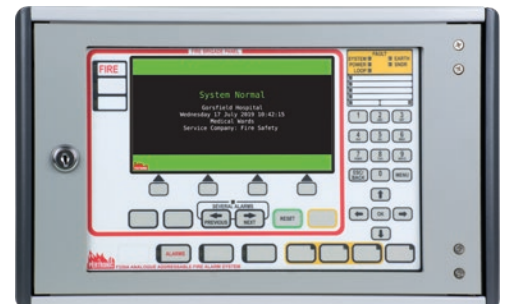 FIRE BRIGADE PANEL
FIRE
System Normal
Gorsfield Hospital
Wednesday 17 July 2019 10:42:15
Medical Wards
Service Company: Fire Safety
FAULT
SYSTEM EARTH
POWER SNDR
LOOP
1 2 3
4 5 6
7 8 9
ESC/BACK 0 MENU
OK
SEVERAL ALARMS
PREVIOUS NEXT RESET
ALARMS
ANALOGUE ADDRESSABLE FIRE ALARM SYSTEM